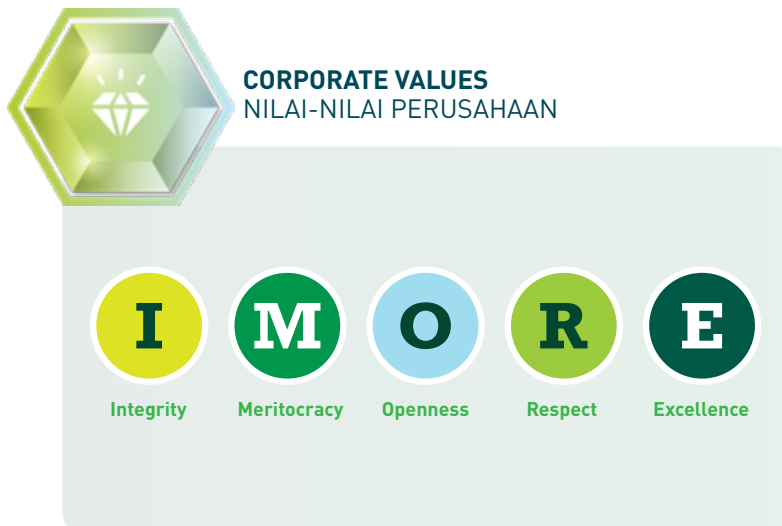 CORPORATE VALUES
NILAI-NILAI PERUSAHAAN
I M O R E
Integrity Meritocracy Openness Respect Excellence